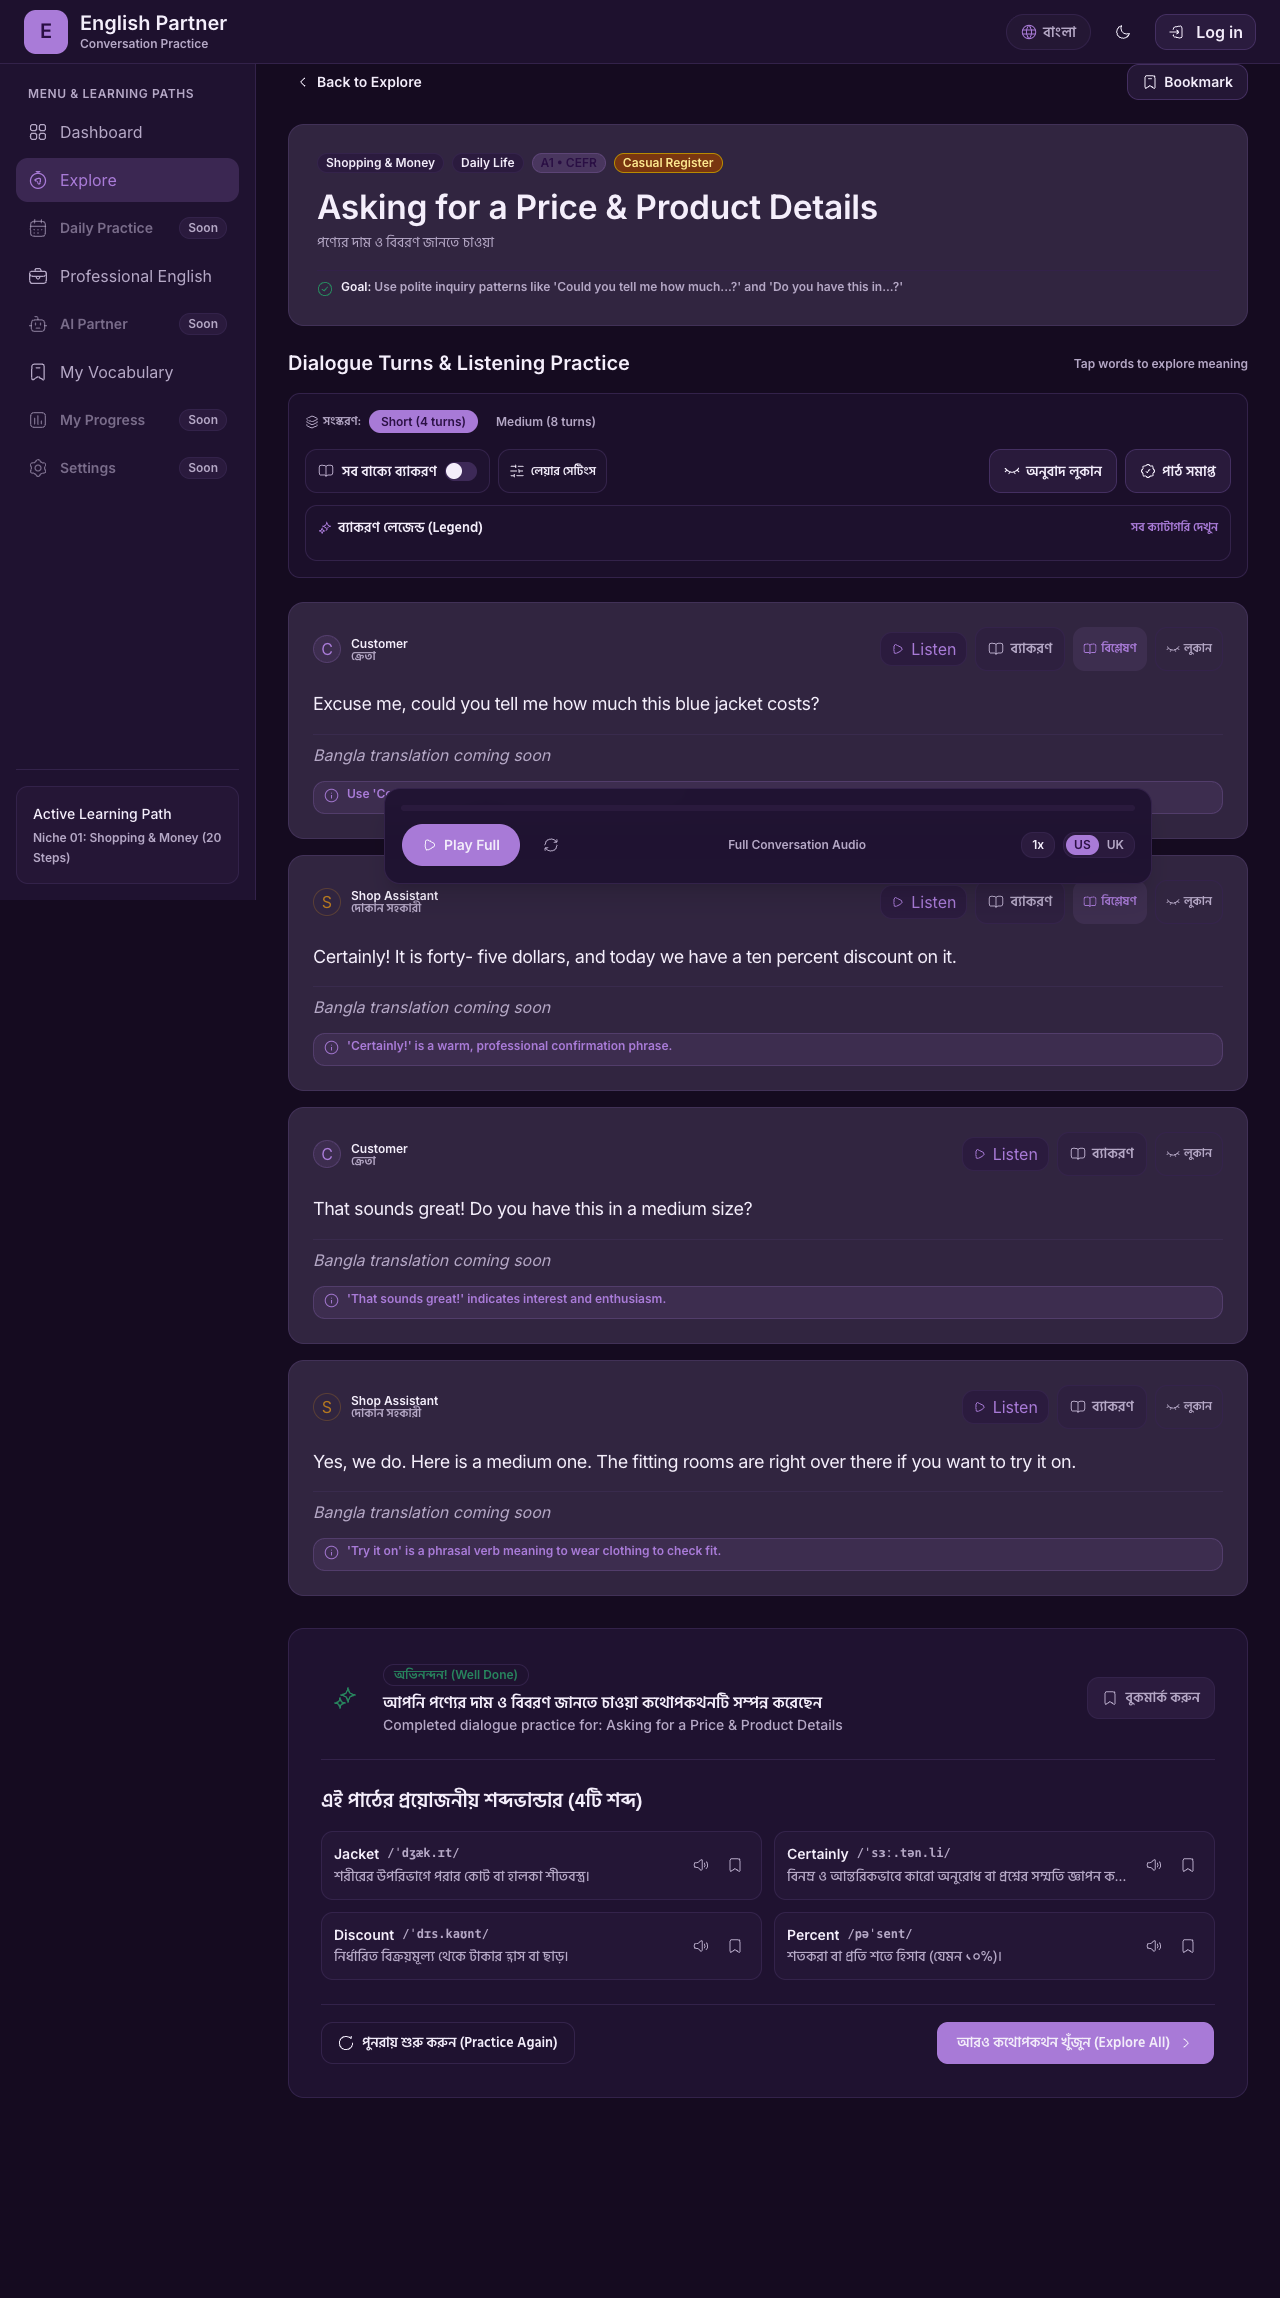 E
English Partner
Conversation Practice
বাংলা
Log in
MENU & LEARNING PATHS
Dashboard
Explore
Daily Practice
Soon
Professional English
AI Partner
Soon
My Vocabulary
My Progress
Soon
Settings
Soon
Active Learning Path
Niche 01: Shopping & Money (20
Steps)
Back to Explore
Bookmark
Shopping & Money
Daily Life
A1 • CEFR
Casual Register
Asking for a Price & Product Details
পণ্যের দাম ও বিবরণ জানতে চাওয়া
Goal: Use polite inquiry patterns like 'Could you tell me how much...?' and 'Do you have this in...?'
Dialogue Turns & Listening Practice
Tap words to explore meaning
সংস্করণ:
Short (4 turns)
Medium (8 turns)
সব বাক্যে ব্যাকরণ
লেয়ার সেটিংস
অনুবাদ লুকান
পাঠ সমাপ্ত
ব্যাকরণ লেজেন্ড (Legend)
সব ক্যাটাগরি দেখুন
C
Customer
ক্রেতা
Listen
ব্যাকরণ
বিশ্লেষণ
লুকান
Excuse me, could you tell me how much this blue jacket costs?
Bangla translation coming soon
Use
Play Full
Full Conversation Audio
1x
US
UK
S
Shop Assistant
দোকান সহকারী
Listen
ব্যাকরণ
বিশ্লেষণ
লুকান
Certainly! It is forty- five dollars, and today we have a ten percent discount on it.
Bangla translation coming soon
'Certainly!' is a warm, professional confirmation phrase.
C
Customer
ক্রেতা
Listen
ব্যাকরণ
লুকান
That sounds great! Do you have this in a medium size?
Bangla translation coming soon
'That sounds great!' indicates interest and enthusiasm.
S
Shop Assistant
দোকান সহকারী
Listen
ব্যাকরণ
লুকান
Yes, we do. Here is a medium one. The fitting rooms are right over there if you want to try it on.
Bangla translation coming soon
'Try it on' is a phrasal verb meaning to wear clothing to check fit.
অভিনন্দন! (Well Done)
আপনি পণ্যের দাম ও বিবরণ জানতে চাওয়া কথোপকথনটি সম্পন্ন করেছেন
Completed dialogue practice for: Asking for a Price & Product Details
বুকমার্ক করুন
এই পাঠের প্রয়োজনীয় শব্দভান্ডার (4টি শব্দ)
Jacket /ˈdʒæk.ɪt/
শরীরের উপরিভাগে পরার কোট বা হালকা শীতবস্ত্র।
Certainly /ˈsɜː.tən.li/
বিনম্র ও আন্তরিকভাবে কারো অনুরোধ বা প্রশ্নের সম্মতি জ্ঞাপন ক...
Discount /ˈdɪs.kaʊnt/
নির্ধারিত বিক্রয়মূল্য থেকে টাকার হ্রাস বা ছাড়।
Percent /pəˈsent/
শতকরা বা প্রতি শতে হিসাব (যেমন ১০%)।
পুনরায় শুরু করুন (Practice Again)
আরও কথোপকথন খুঁজুন (Explore All)